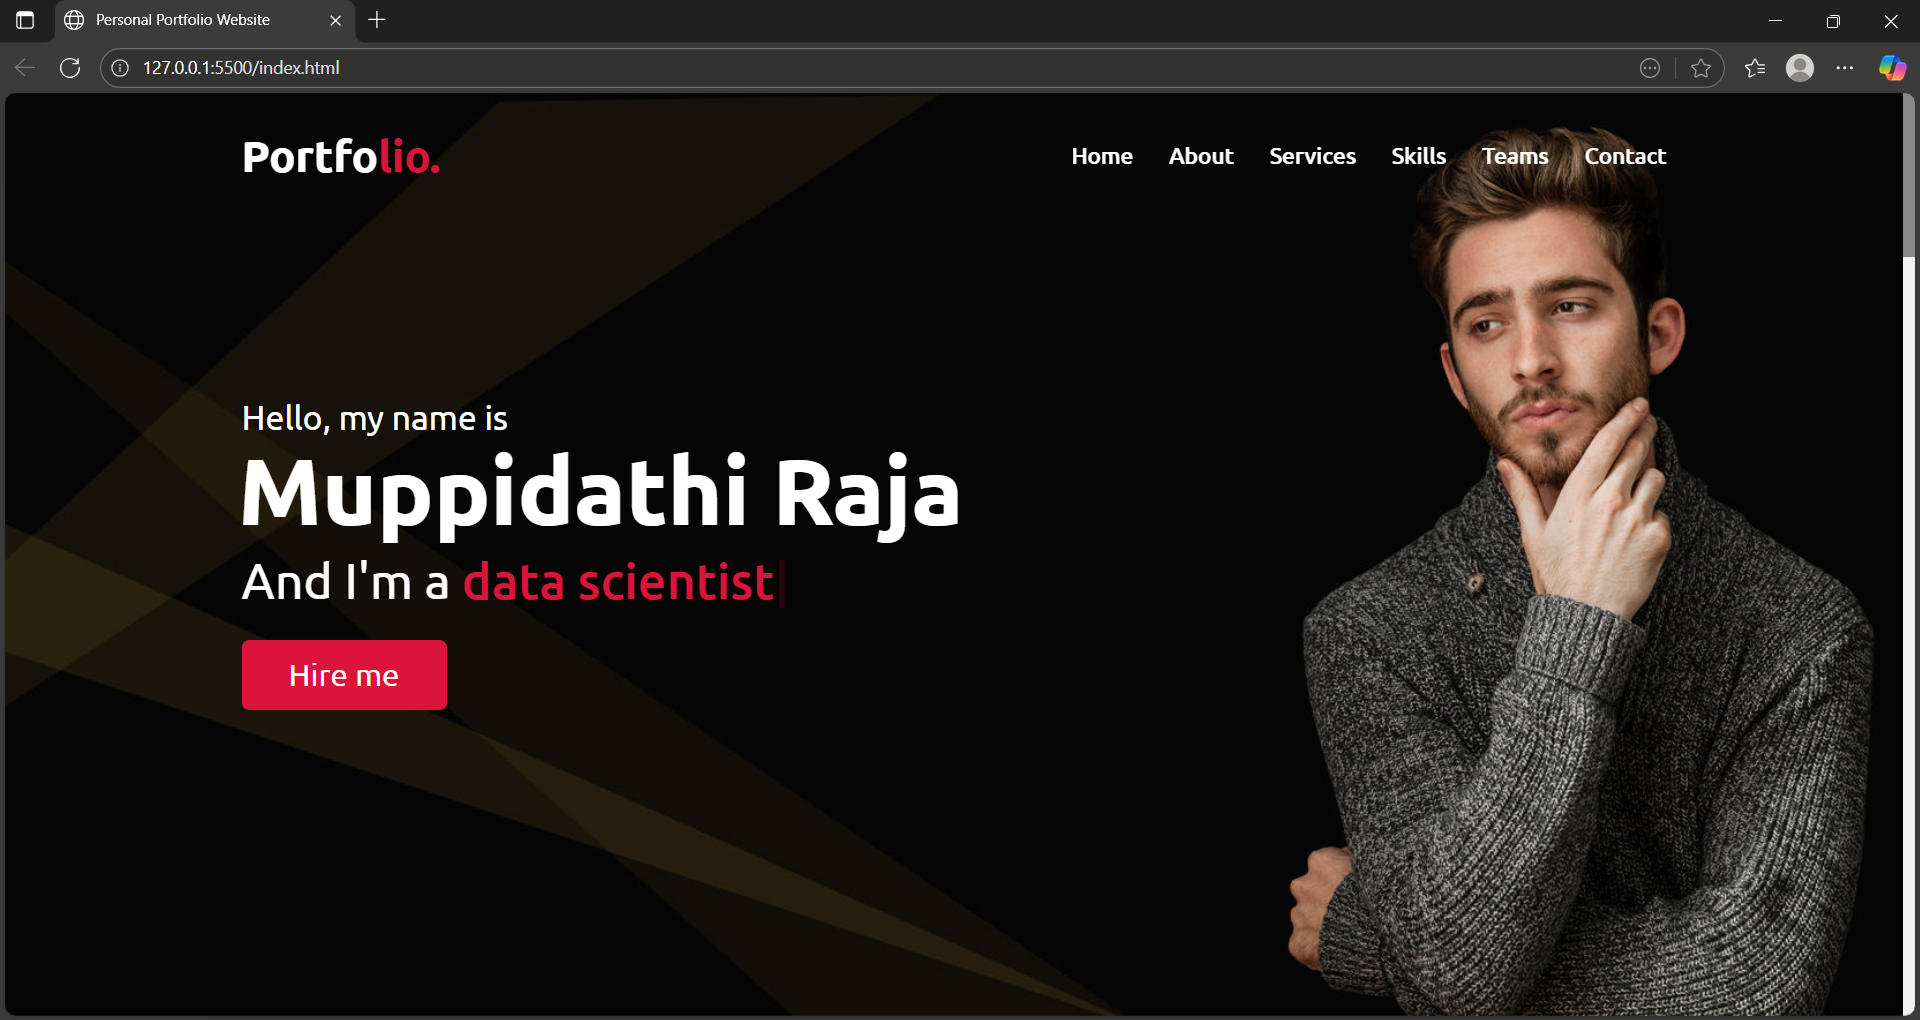 Personal Portfolio Website
127.0.0.1:5500/index.html
Portfolio.
Home About Services Skills Teams Contact
Hello, my name is
Muppidathi Raja
And I'm a data scientist
Hire me